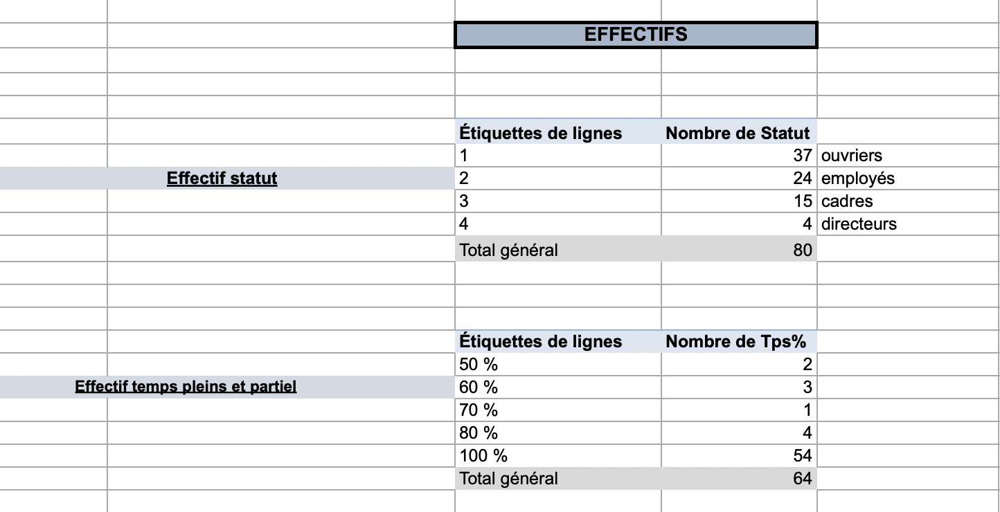 EFFECTIFS
Étiquettes de lignes Nombre de Statut
1 37 ouvriers
Effectif statut 2 24 employés
3 15 cadres
4 4 directeurs
Total général 80
Étiquettes de lignes Nombre de Tps%
50 % 2
Effectif temps pleins et partiel 60 % 3
70 % 1
80 % 4
100 % 54
Total général 64